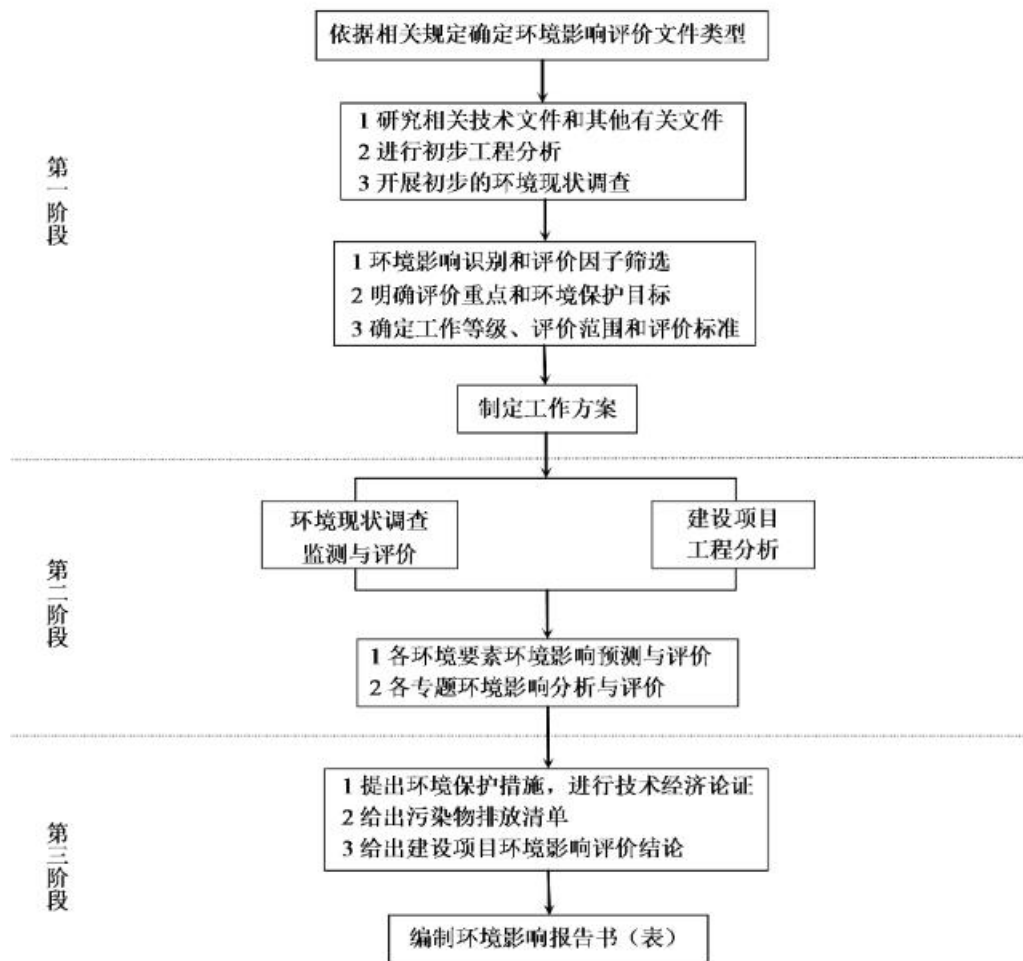 依据相关规定确定环境影响评价文件类型
第一阶段
1 研究相关技术文件和其他有关文件
2 进行初步工程分析
3 开展初步的环境现状调查
1 环境影响识别和评价因子筛选
2 明确评价重点和环境保护目标
3 确定工作等级、评价范围和评价标准
制定工作方案
第二阶段
环境现状调查
监测与评价
建设项目
工程分析
1 各环境要素环境影响预测与评价
2 各专题环境影响分析与评价
第三阶段
1 提出环境保护措施，进行技术经济论证
2 给出污染物排放清单
3 给出建设项目环境影响评价结论
编制环境影响报告书（表）